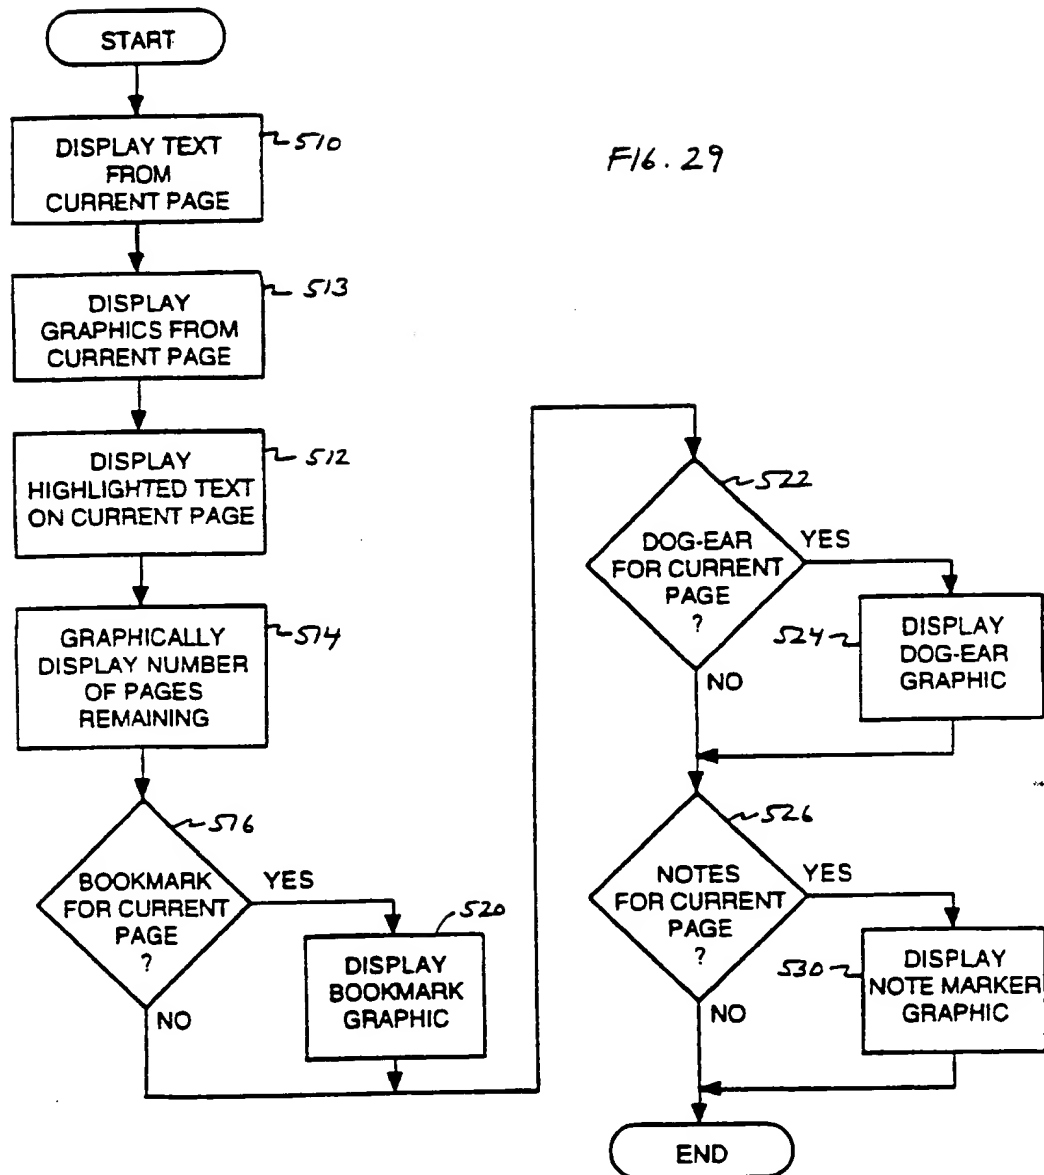 START
DISPLAY TEXT
FROM
CURRENT PAGE
510
FIG. 29
DISPLAY
GRAPHICS FROM
CURRENT PAGE
513
DISPLAY
HIGHLIGHTED TEXT
ON CURRENT PAGE
512
GRAPHICALLY
DISPLAY NUMBER
OF PAGES
REMAINING
514
BOOKMARK
FOR CURRENT
PAGE
?
516
YES
NO
DISPLAY
BOOKMARK
GRAPHIC
520
DOG-EAR
FOR CURRENT
PAGE
?
522
YES
NO
DISPLAY
DOG-EAR
GRAPHIC
524
NOTES
FOR CURRENT
PAGE
?
526
YES
NO
DISPLAY
NOTE MARKER
GRAPHIC
530
END